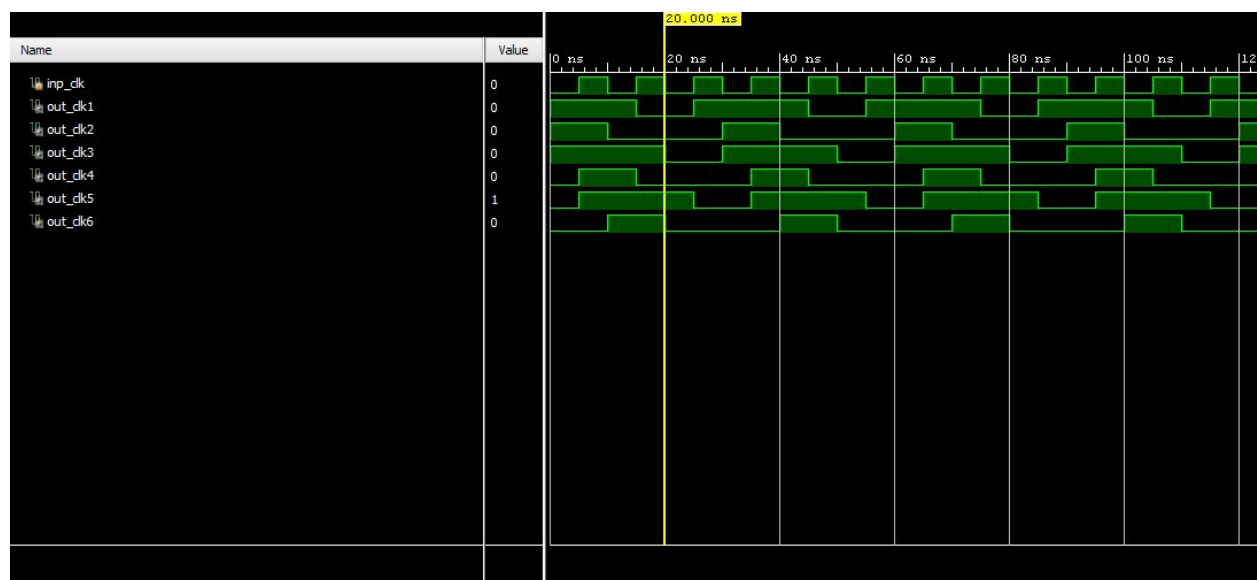 20.000 ns
Name Value
0 ns 20 ns 40 ns 60 ns 80 ns 100 ns 12
inp_clk 0
out_clk1 0
out_clk2 0
out_clk3 0
out_clk4 0
out_clk5 1
out_clk6 0